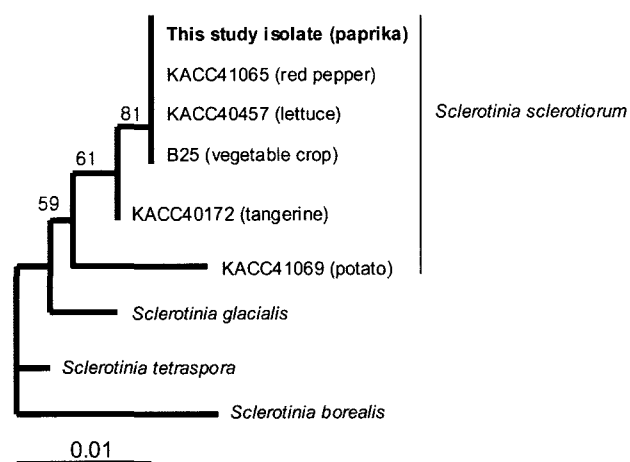 This study isolate (paprika)
KACC41065 (red pepper)
81
KACC40457 (lettuce)
Sclerotinia sclerotiorum
61
B25 (vegetable crop)
59
KACC40172 (tangerine)
KACC41069 (potato)
Sclerotinia glacialis
Sclerotinia tetraspora
Sclerotinia borealis
0.01